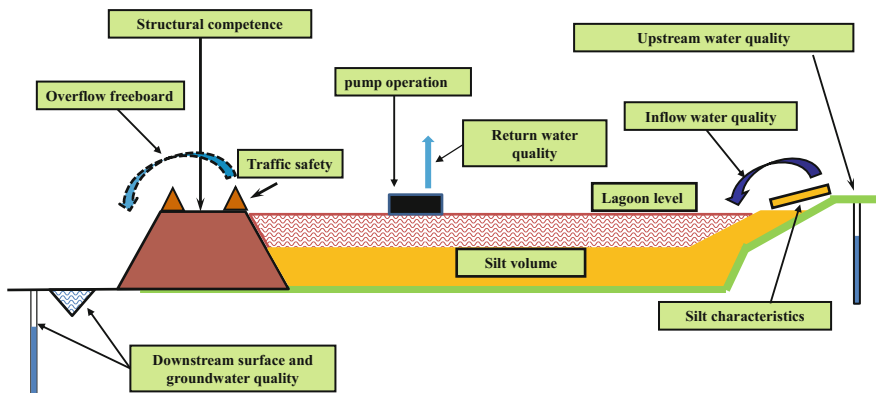 Structural competence
Upstream water quality
pump operation
Overflow freeboard
Inflow water quality
Return water
quality
Traffic safety
Lagoon level
Silt volume
Silt characteristics
Downstream surface and
groundwater quality